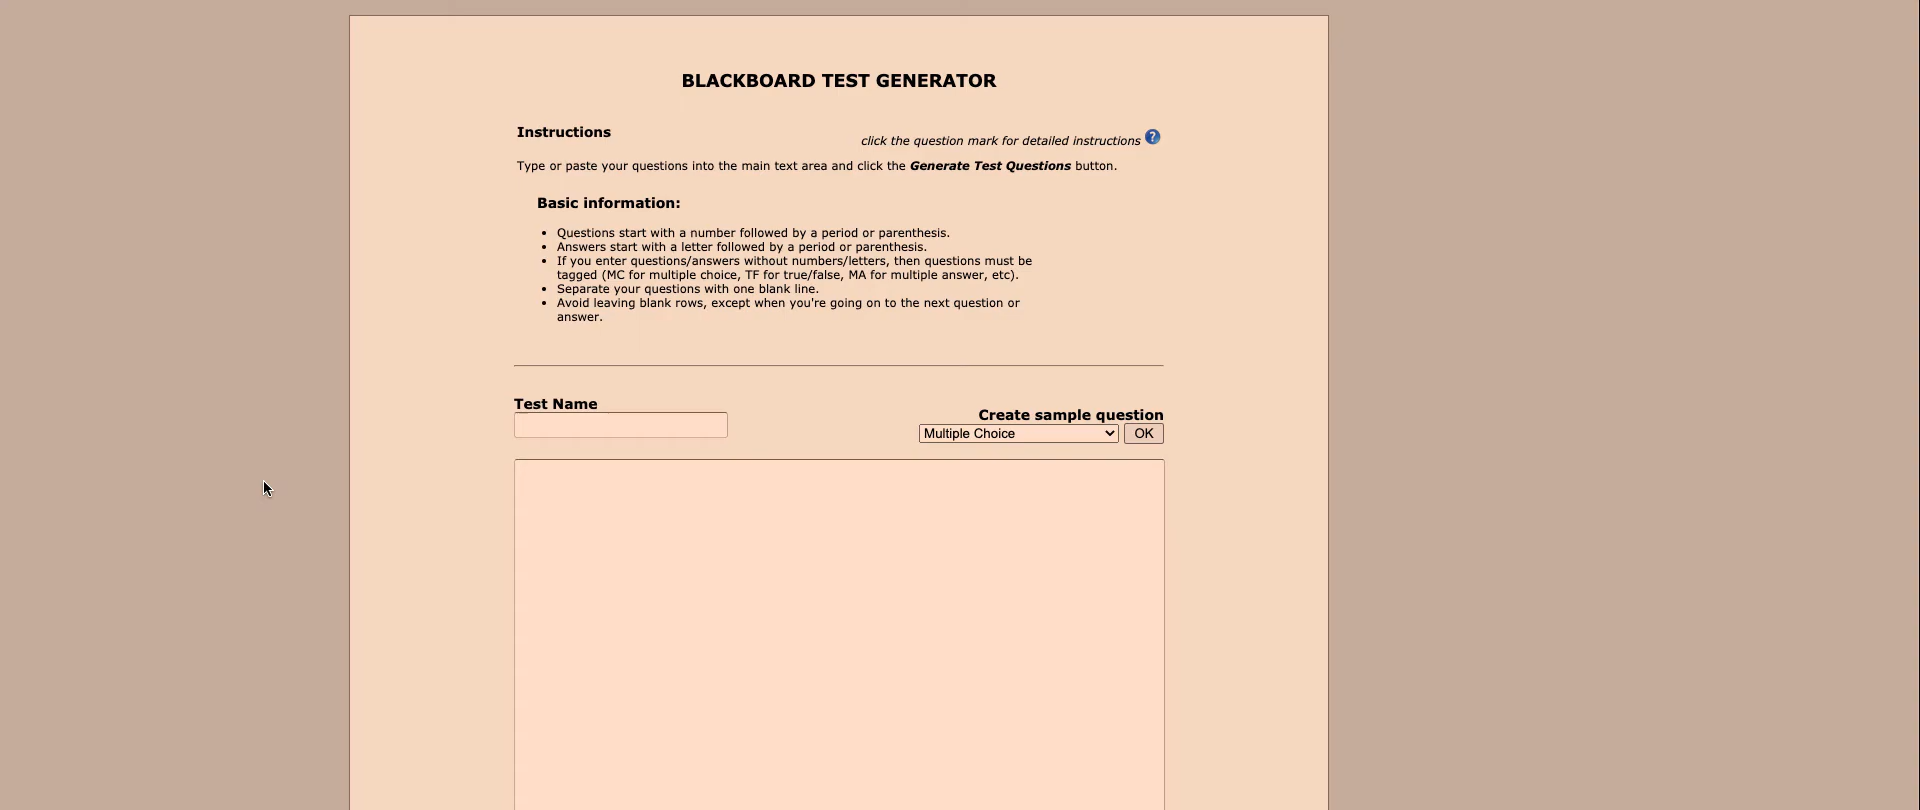 BLACKBOARD TEST GENERATOR
Instructions
click the question mark for detailed instructions ?
Type or paste your questions into the main text area and click the Generate Test Questions button.
Basic information:
• Questions start with a number followed by a period or parenthesis.
• Answers start with a letter followed by a period or parenthesis.
• If you enter questions/answers without numbers/letters, then questions must be
tagged (MC for multiple choice, TF for true/false, MA for multiple answer, etc).
• Separate your questions with one blank line.
• Avoid leaving blank rows, except when you're going on to the next question or
answer.
Test Name
Create sample question
Multiple Choice OK